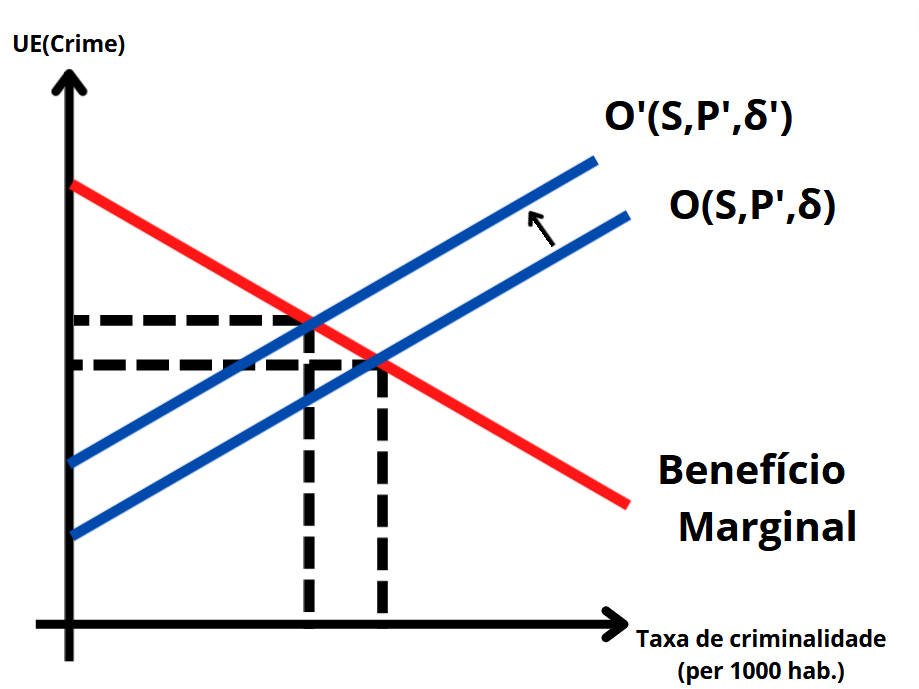 UE(Crime)
O'(S,P',δ')
O(S,P',δ)
Benefício
Marginal
Taxa de criminalidade
(per 1000 hab.)